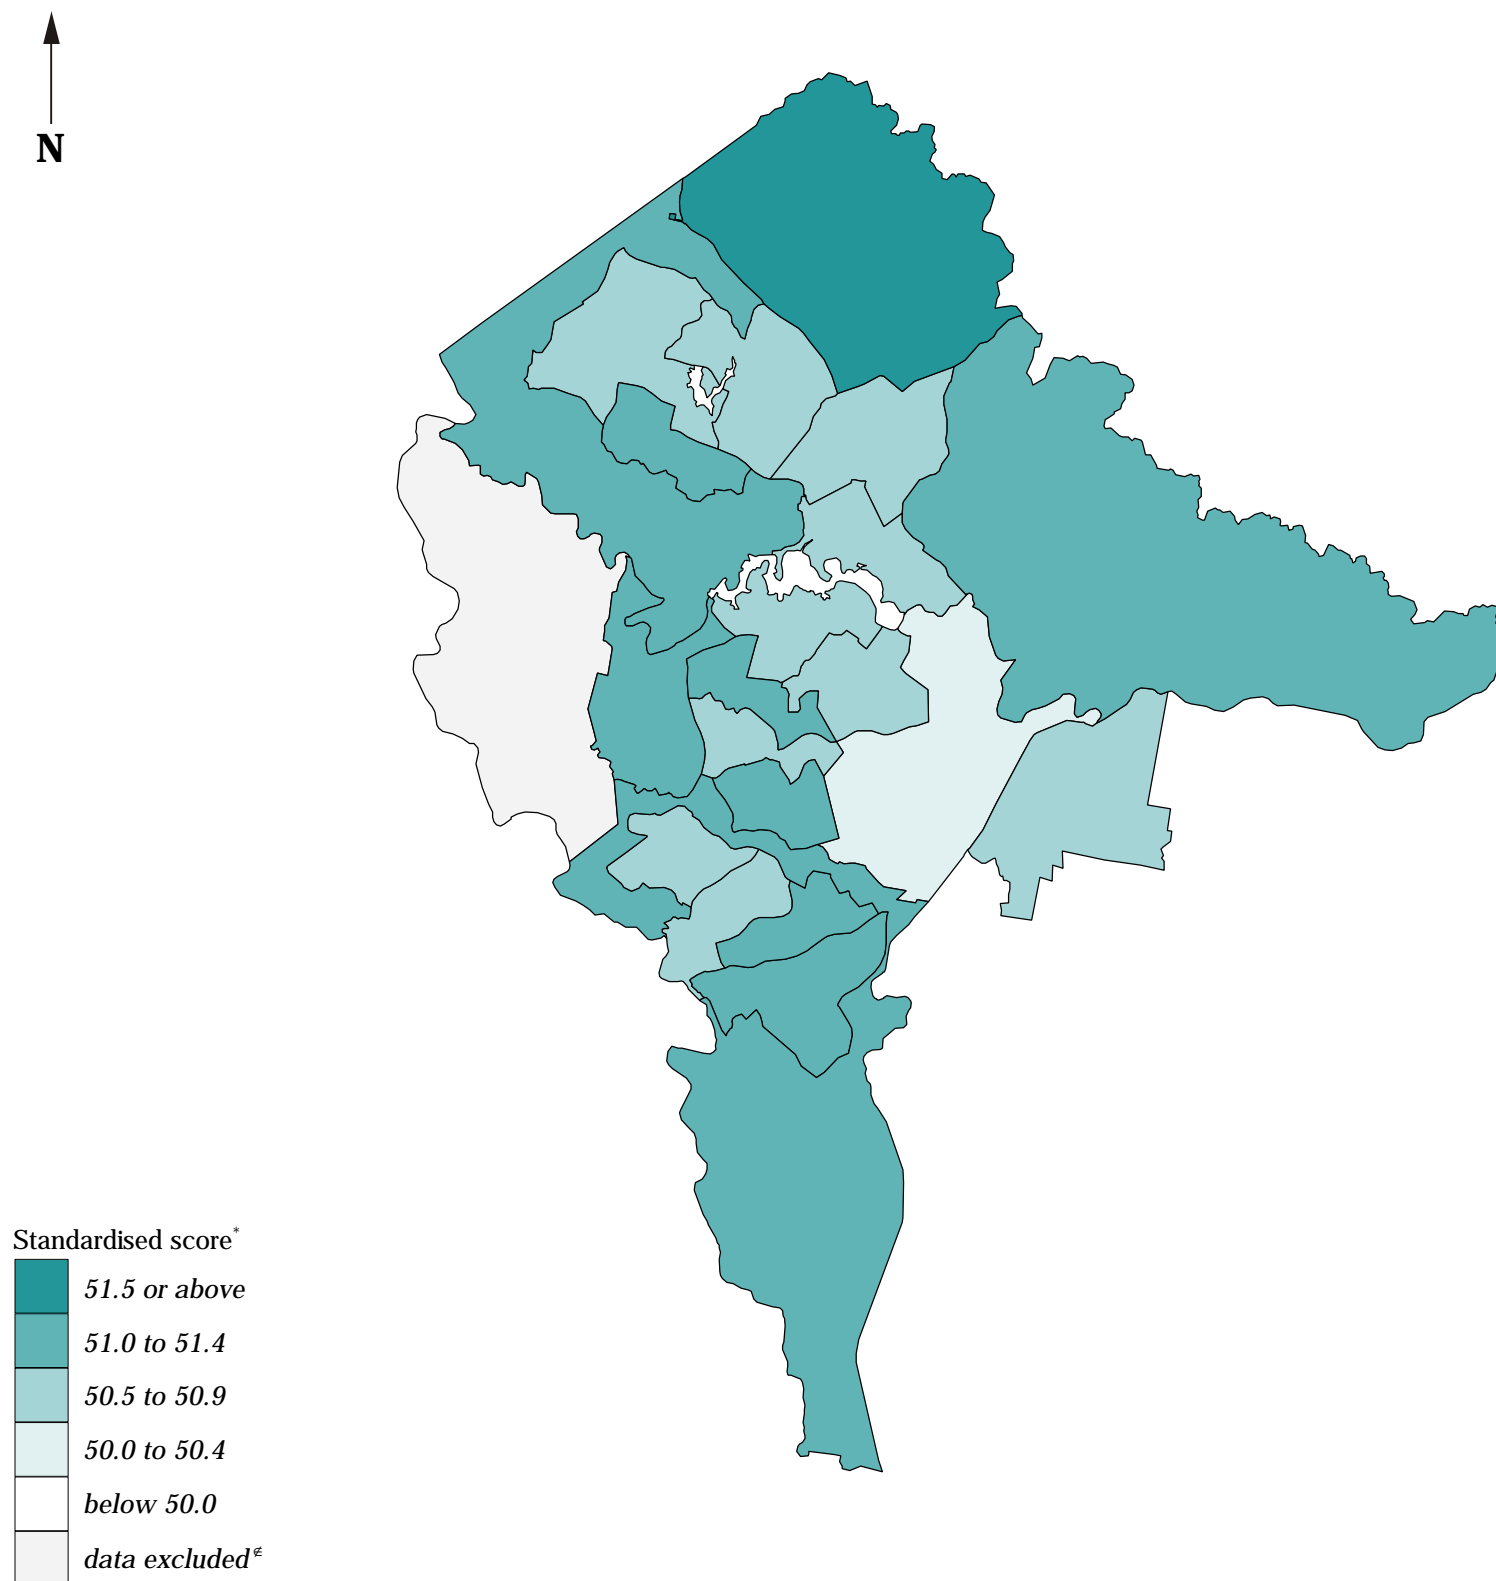 N
Standardised score*
51.5 or above
51.0 to 51.4
50.5 to 50.9
50.0 to 50.4
below 50.0
data excluded∉